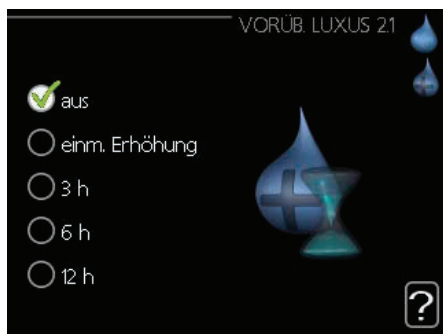 VORÜB. LUXUS 2.1
aus
einm. Erhöhung
3 h
6 h
12 h
?